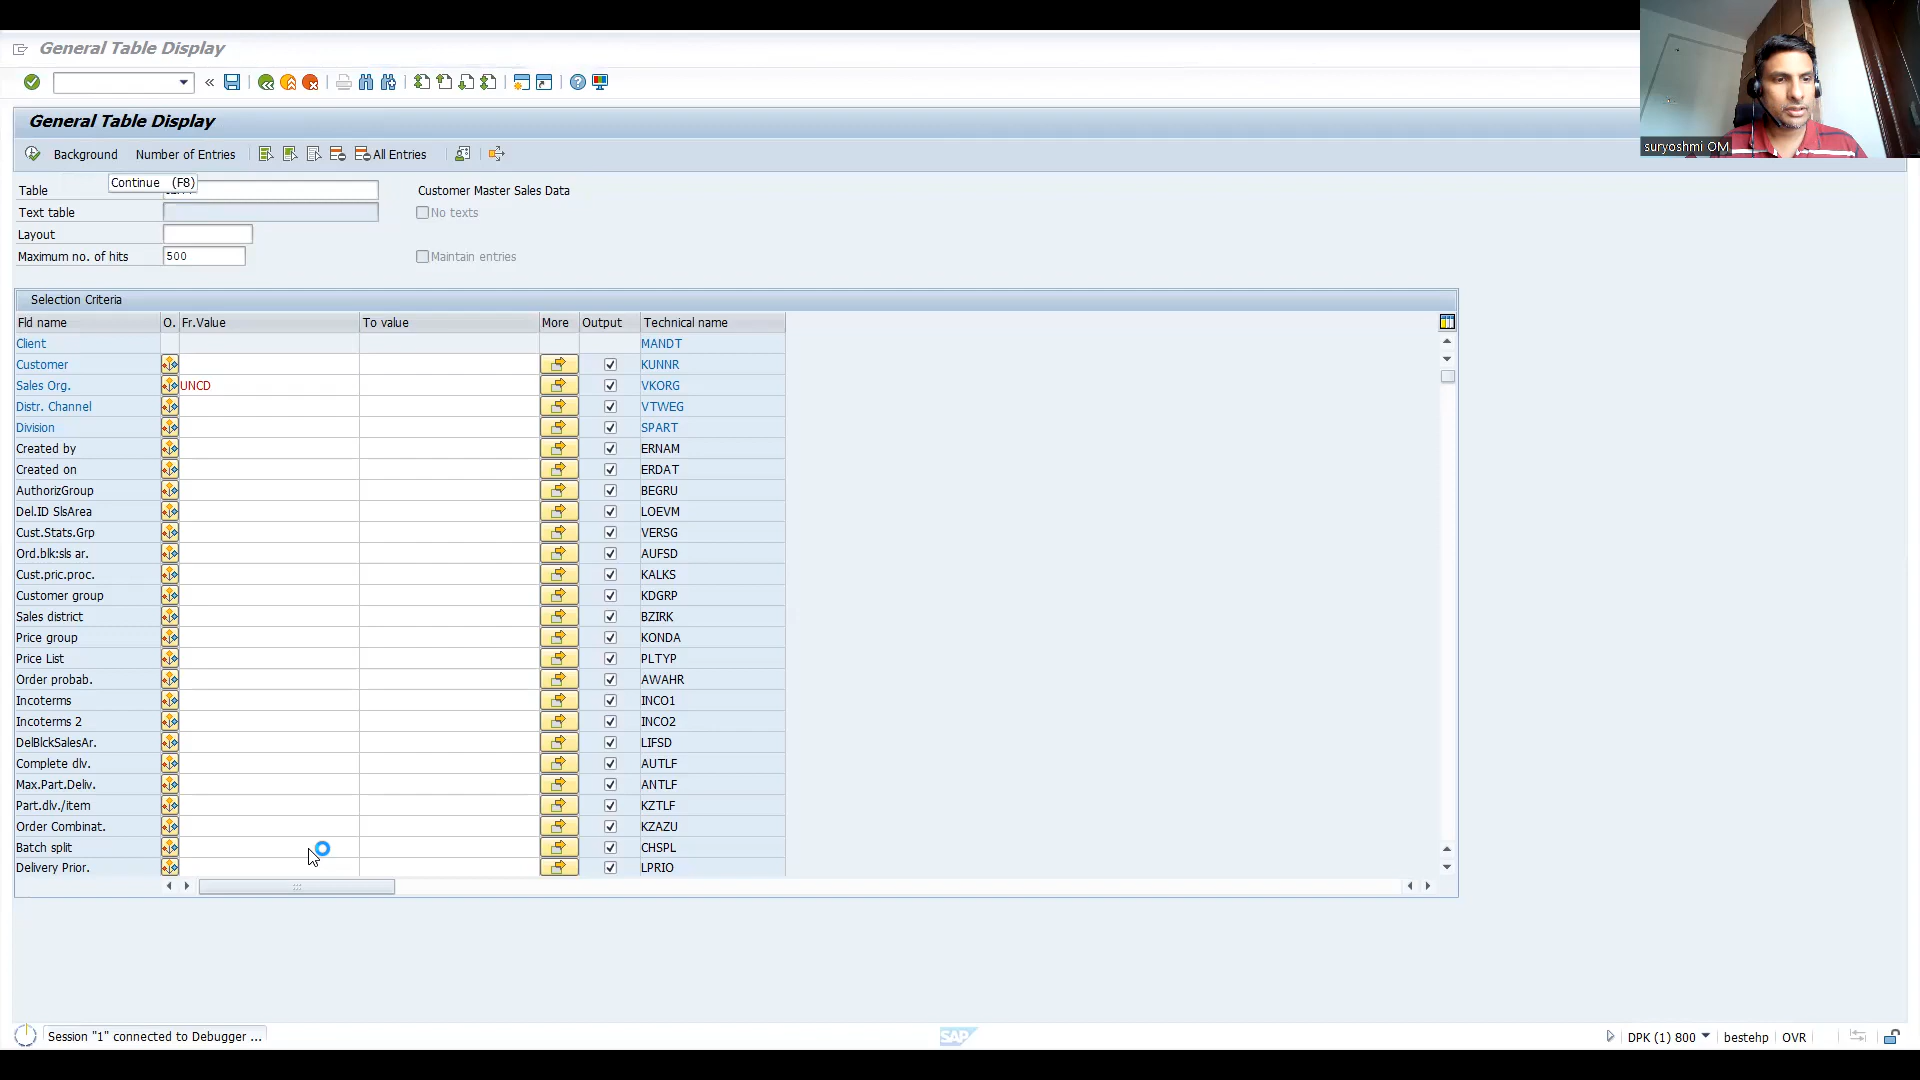 General Table Display
General Table Display
Background Number of Entries All Entries
Continue (F8)
Table Customer Master Sales Data
Text table No texts
Layout
Maximum no. of hits 500 Maintain entries
Selection Criteria
Fld name O. Fr.Value To value More Output Technical name
Client MANDT
Customer KUNNR
Sales Org. UNCD VKORG
Distr. Channel VTWEG
Division SPART
Created by ERNAM
Created on ERDAT
AuthorizGroup BEGRU
Del.ID SlsArea LOEVM
Cust.Stats.Grp VERSG
Ord.blk:sls ar. AUFSD
Cust.pric.proc. KALKS
Customer group KDGRP
Sales district BZIRK
Price group KONDA
Price List PLTYP
Order probab. AWAHR
Incoterms INCO1
Incoterms 2 INCO2
DelBlckSalesAr. LIFSD
Complete dlv. AUTLF
Max.Part.Deliv. ANTLF
Part.dlv./item KZTLF
Order Combinat. KZAZU
Batch split CHSPL
Delivery Prior. LPRIO
Session "1" connected to Debugger ... SAP DPK (1) 800 bestehp OVR
suryoshmi OM